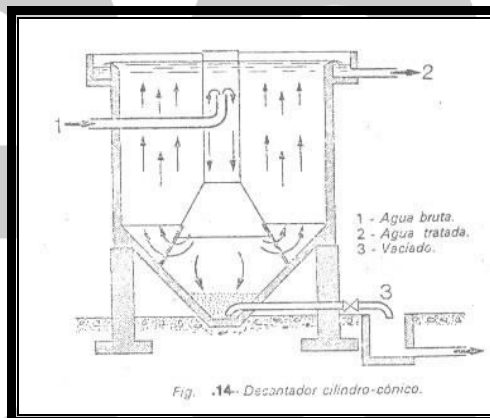 2
1
1 - Agua bruta.
2 - Agua tratada.
3 - Vaciado.
3
Fig. .14-- Decantador cilindro-cónico.